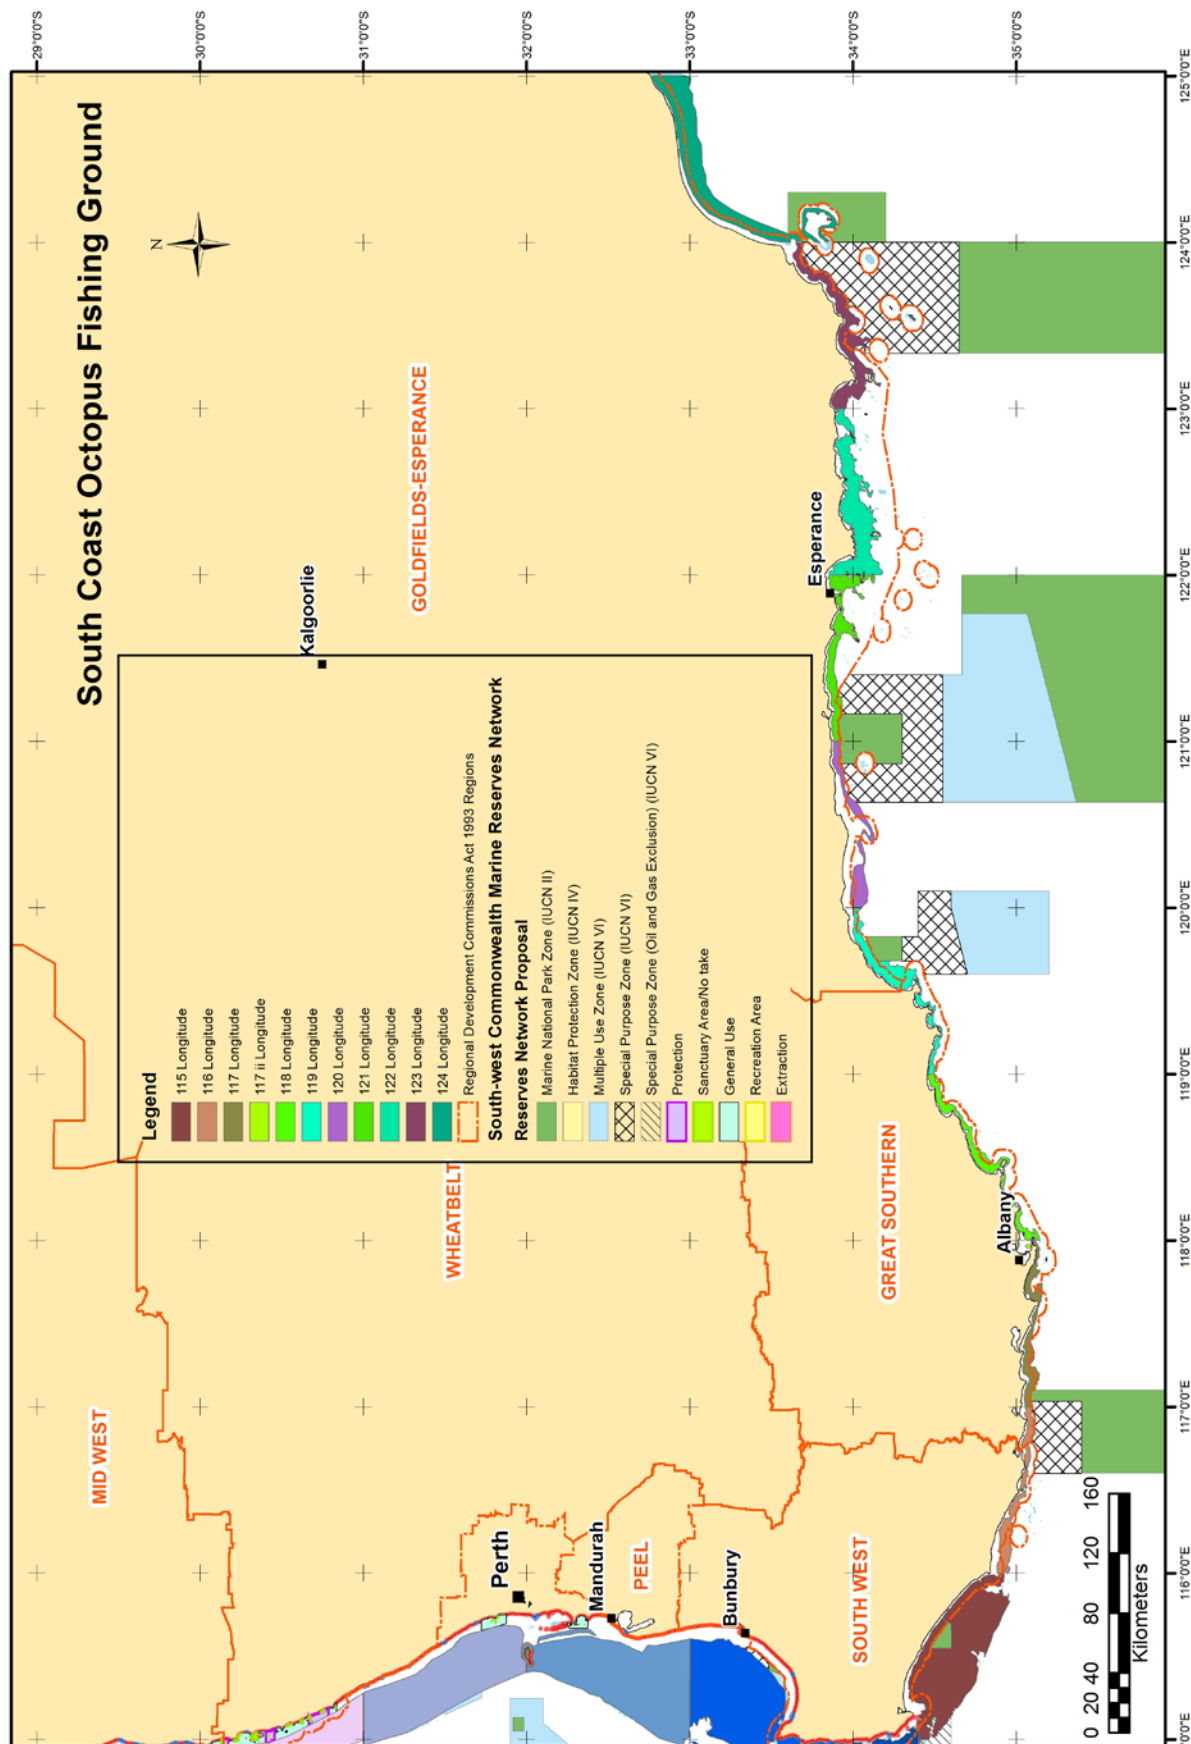 South Coast Octopus Fishing Ground
N
Kalgoorlie
GOLDFIELDS-ESPERANCE
Esperance
MID WEST
WHEATBELT
GREAT SOUTHERN
Albany
Perth
Mandurah
PEEL
Bunbury
SOUTH WEST
Legend
115 Longitude
116 Longitude
117 Longitude
117 ii Longitude
118 Longitude
119 Longitude
120 Longitude
121 Longitude
122 Longitude
123 Longitude
124 Longitude
Regional Development Commissions Act 1993 Regions
South-west Commonwealth Marine Reserves Network
Reserves Network Proposal
Marine National Park Zone (IUCN II)
Habitat Protection Zone (IUCN IV)
Multiple Use Zone (IUCN VI)
Special Purpose Zone (IUCN VI)
Special Purpose Zone (Oil and Gas Exclusion) (IUCN VI)
Protection
Sanctuary Area/No take
General Use
Recreation Area
Extraction
29°0'0"S
30°0'0"S
31°0'0"S
32°0'0"S
33°0'0"S
34°0'0"S
35°0'0"S
0'0"E
116°0'0"E
117°0'0"E
118°0'0"E
119°0'0"E
120°0'0"E
121°0'0"E
122°0'0"E
123°0'0"E
124°0'0"E
125°0'0"E
0 20 40 80 120 160
Kilometers